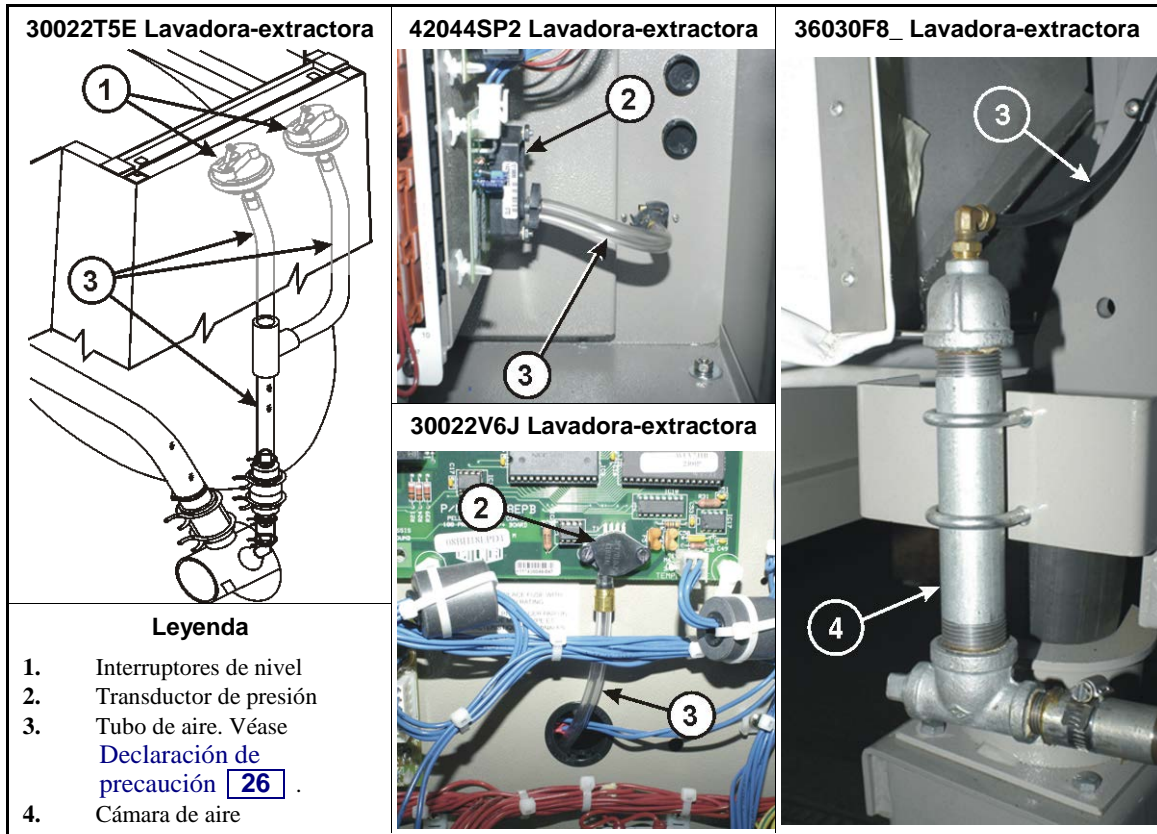 30022T5E Lavadora-extractora
1
3
Leyenda
1. Interruptores de nivel
2. Transductor de presión
3. Tubo de aire. Véase
Declaración de
precaución 26 .
4. Cámara de aire
42044SP2 Lavadora-extractora
2
3
30022V6J Lavadora-extractora
2
3
36030F8_ Lavadora-extractora
3
4